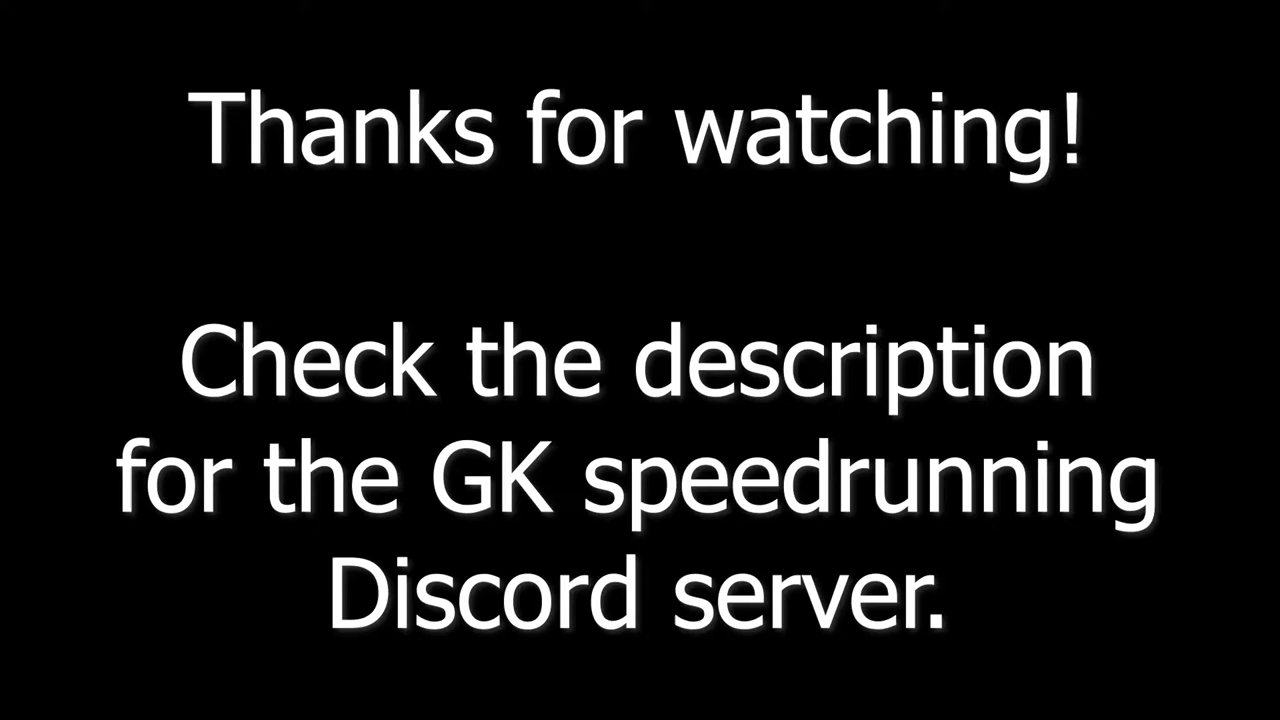 Thanks for watching!
Check the description
for the GK speedrunning
Discord server.